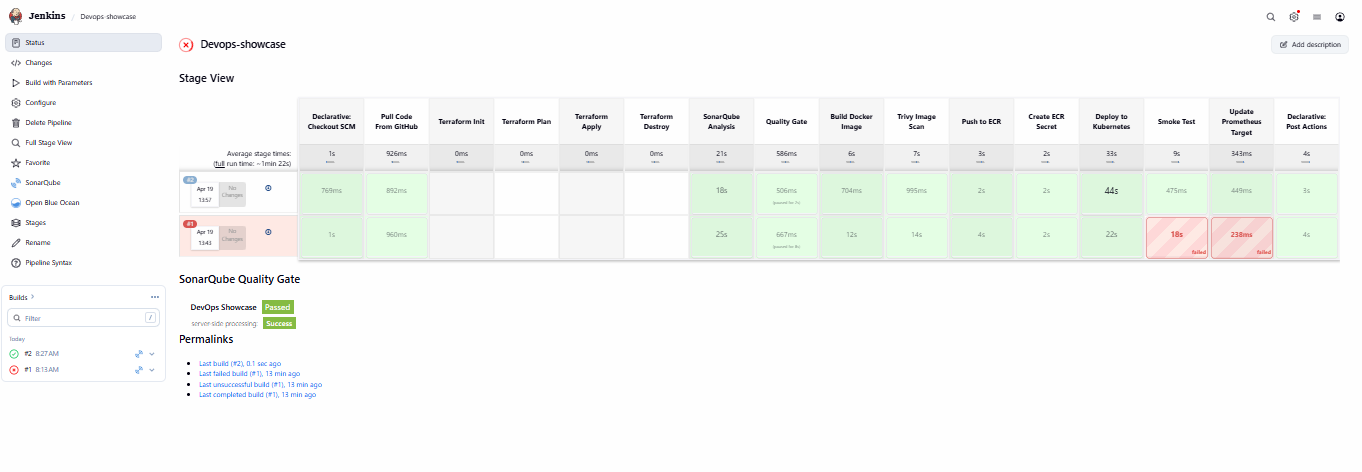 Jenkins / Devops-showcase
Status
Changes
Build with Parameters
Configure
Delete Pipeline
Full Stage View
Favorite
SonarQube
Open Blue Ocean
Stages
Rename
Pipeline Syntax
Builds
Filter /
Today
#2 8:27 AM
#1 8:13 AM
Devops-showcase
Add description
Stage View
Declarative: Checkout SCM
Pull Code From GitHub
Terraform Init
Terraform Plan
Terraform Apply
Terraform Destroy
SonarQube Analysis
Quality Gate
Build Docker Image
Trivy Image Scan
Push to ECR
Create ECR Secret
Deploy to Kubernetes
Smoke Test
Update Prometheus Target
Declarative: Post Actions
Average stage times:
(full run time: ~1min 22s)
1s 926ms 0ms 0ms 0ms 0ms 21s 586ms 6s 7s 3s 2s 33s 9s 343ms 4s
#2
Apr 19
13:57
No Changes
769ms 892ms 18s 506ms 704ms 995ms 2s 2s 44s 475ms 449ms 3s
#1
Apr 19
13:43
No Changes
1s 960ms 25s 667ms 12s 14s 4s 2s 22s 18s 238ms 4s
failed failed
SonarQube Quality Gate
DevOps Showcase Passed
server-side processing: Success
Permalinks
Last build (#2), 0.1 sec ago
Last failed build (#1), 13 min ago
Last unsuccessful build (#1), 13 min ago
Last completed build (#1), 13 min ago